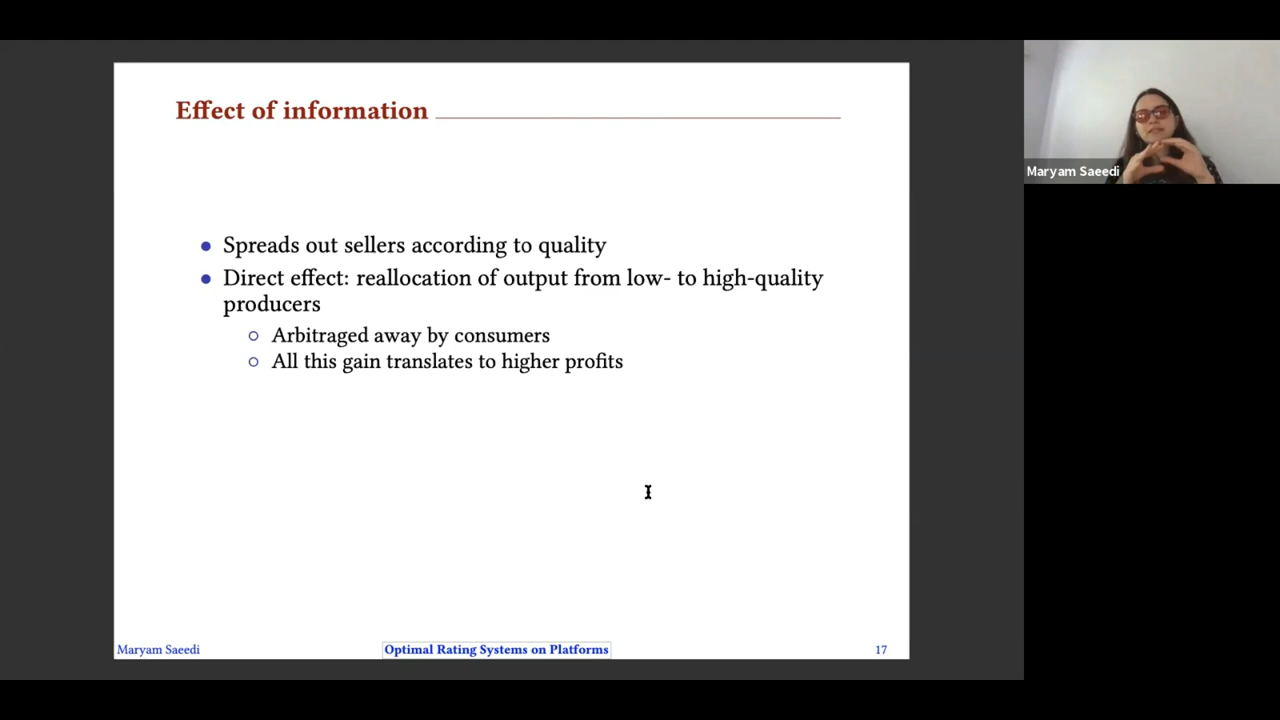 Effect of information
Maryam Saeedi
● Spreads out sellers according to quality
● Direct effect: reallocation of output from low- to high-quality
producers
○ Arbitraged away by consumers
○ All this gain translates to higher profits
Maryam Saeedi
Optimal Rating Systems on Platforms
17